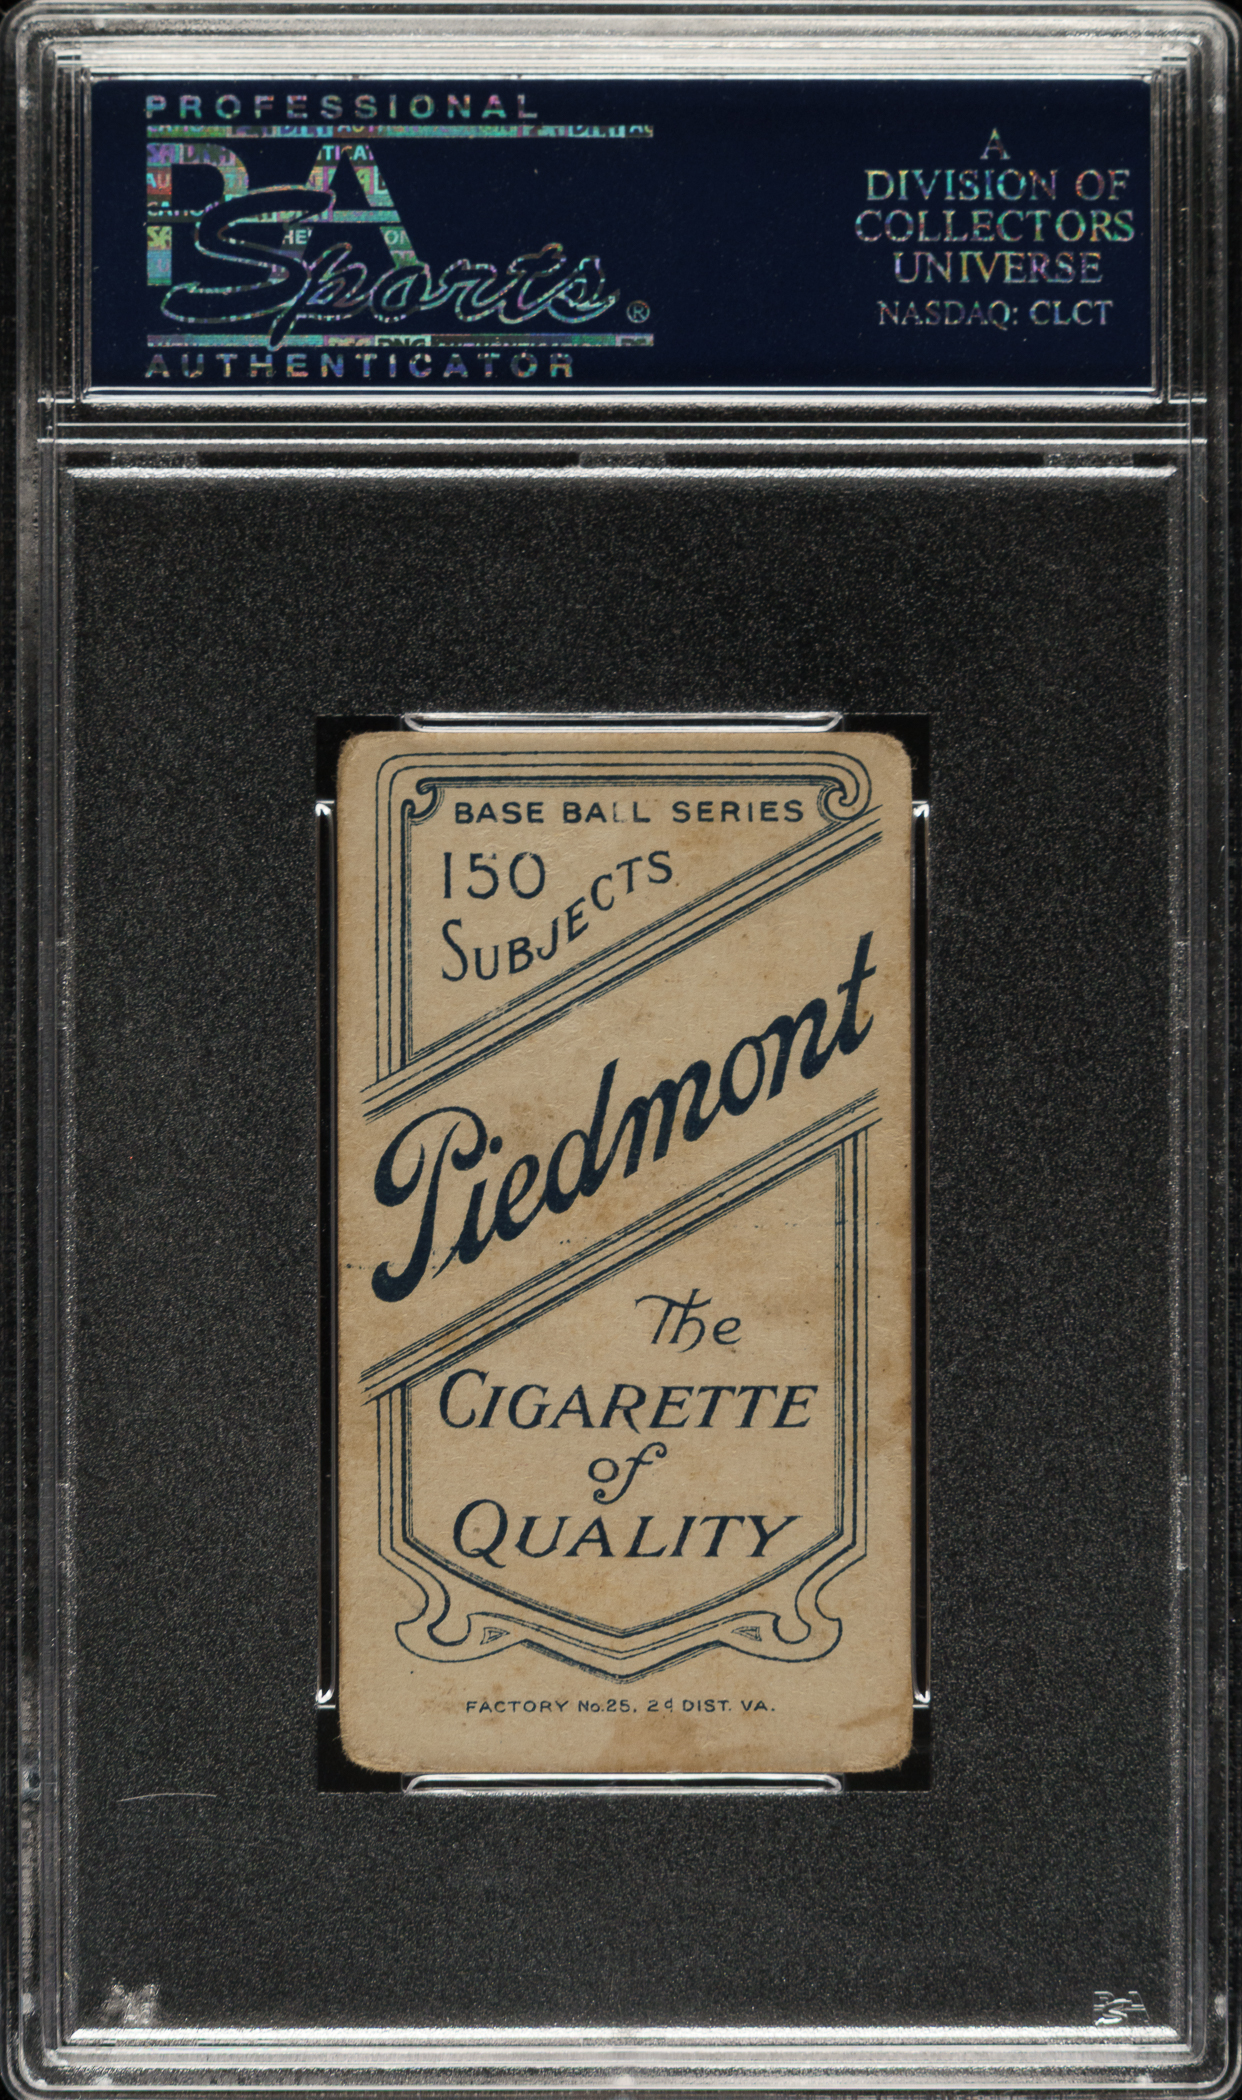 PROFESSIONAL
PSA
Sports®
AUTHENTICATOR
A
DIVISION OF
COLLECTORS
UNIVERSE
NASDAQ: CLCT
BASE BALL SERIES
150
SUBJECTS
Piedmont
The
CIGARETTE
of
QUALITY
FACTORY No.25, 2d DIST. VA.
PSA